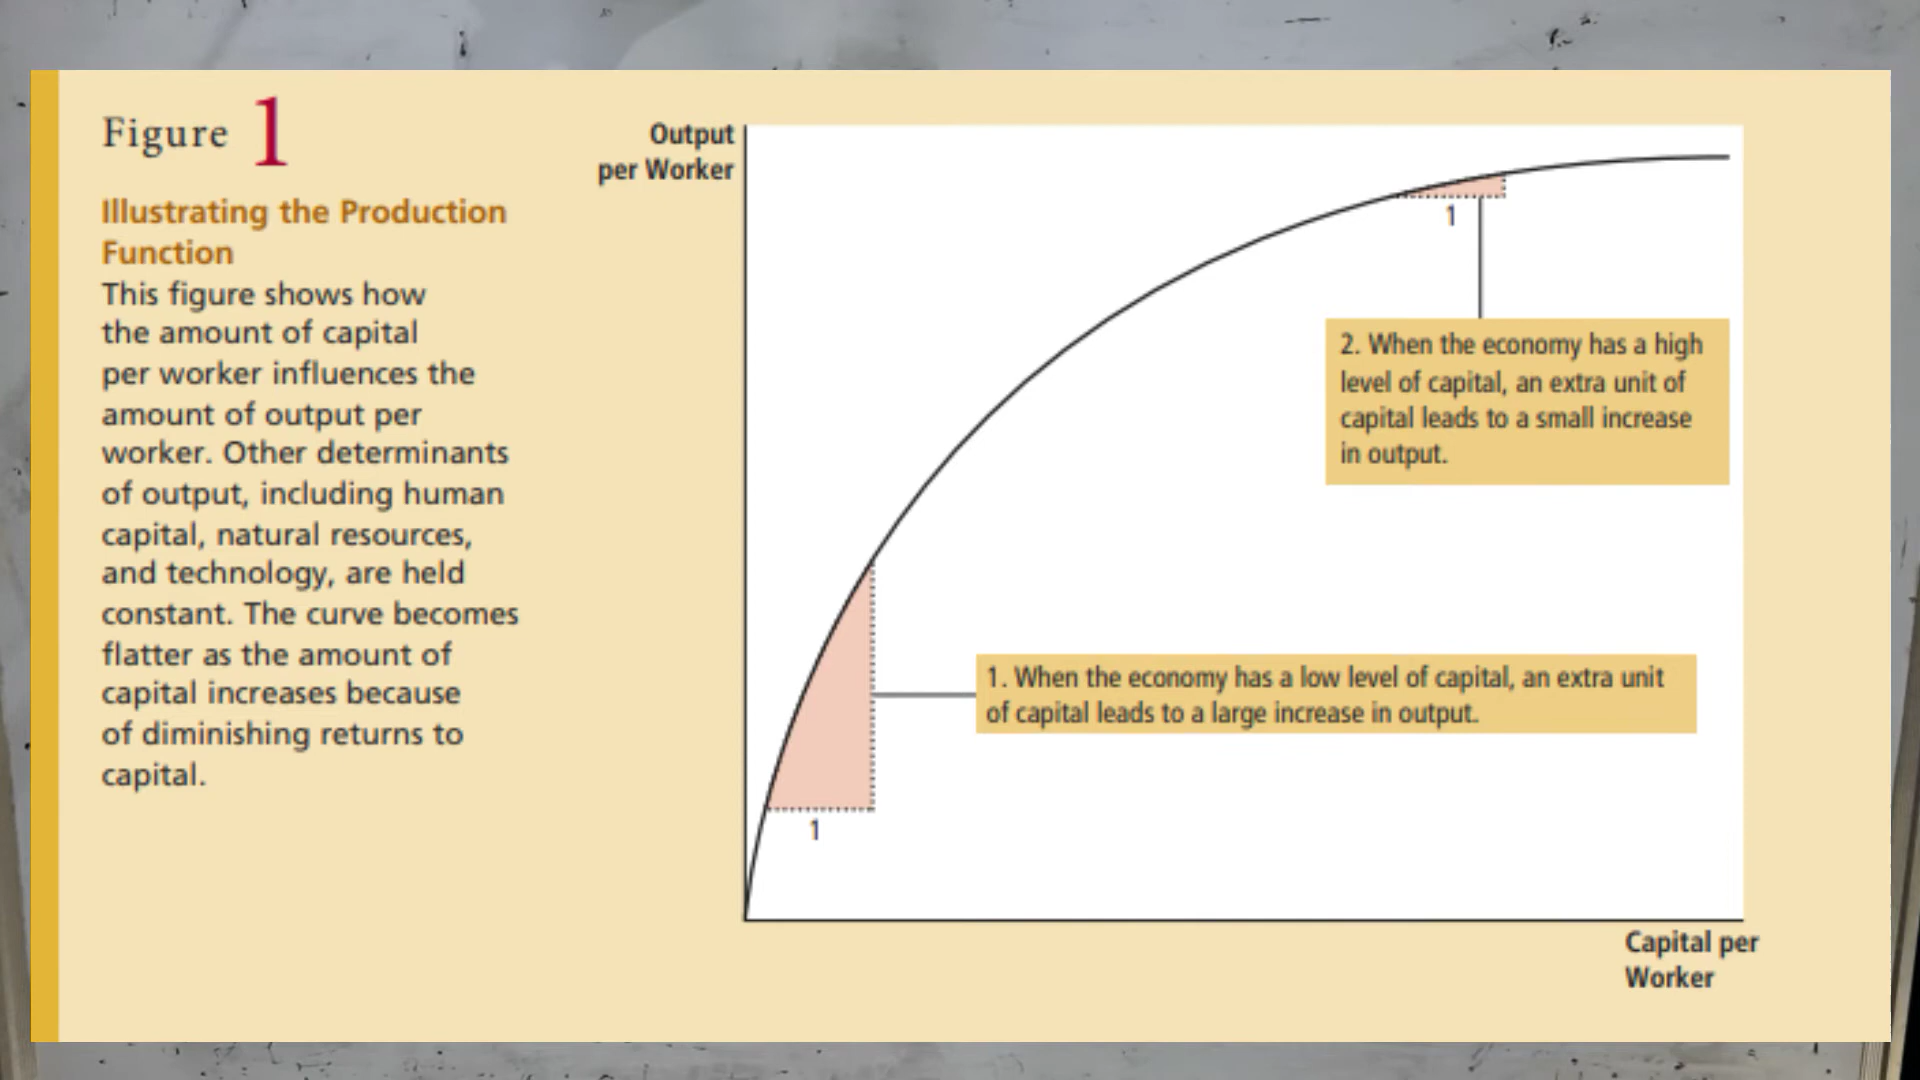 Figure 1
Illustrating the Production
Function
This figure shows how
the amount of capital
per worker influences the
amount of output per
worker. Other determinants
of output, including human
capital, natural resources,
and technology, are held
constant. The curve becomes
flatter as the amount of
capital increases because
of diminishing returns to
capital.
Output
per Worker
1
2. When the economy has a high
level of capital, an extra unit of
capital leads to a small increase
in output.
1. When the economy has a low level of capital, an extra unit
of capital leads to a large increase in output.
1
Capital per
Worker